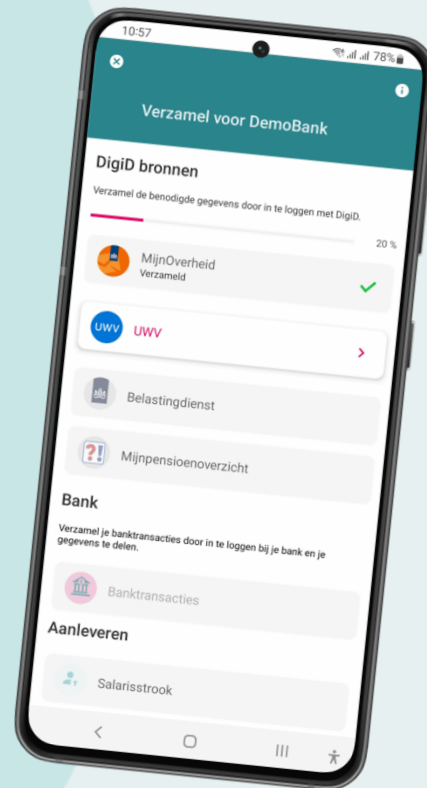 10:57
78%
Verzamel voor DemoBank
DigiD bronnen
Verzamel de benodigde gegevens door in te loggen met DigiD.
20 %
MijnOverheid
Verzameld
UWV
UWV
Belastingdienst
?!
Mijnpensioenoverzicht
Bank
Verzamel je banktransacties door in te loggen bij je bank en je
gegevens te delen.
Banktransacties
Aanleveren
Salarisstrook